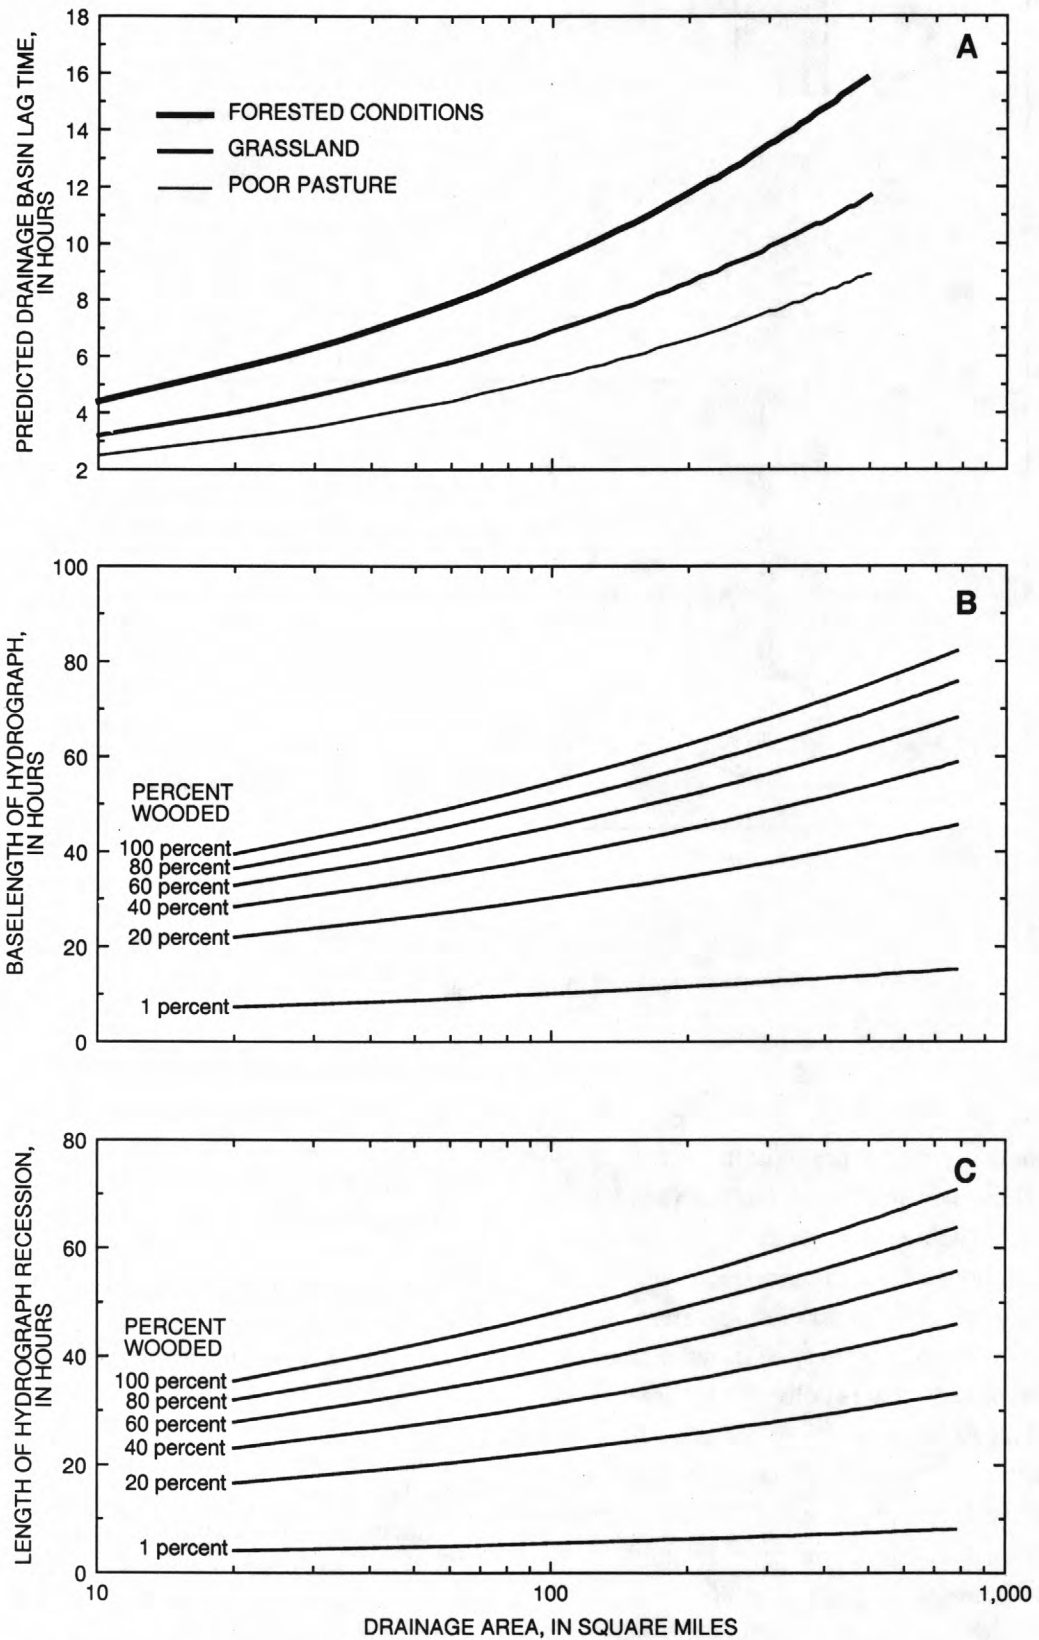 PREDICTED DRAINAGE BASIN LAG TIME,
IN HOURS
18
16
14
12
10
8
6
4
2
A
FORESTED CONDITIONS
GRASSLAND
POOR PASTURE
BASELENGTH OF HYDROGRAPH,
IN HOURS
100
80
60
40
20
0
B
PERCENT
WOODED
100 percent
80 percent
60 percent
40 percent
20 percent
1 percent
LENGTH OF HYDROGRAPH RECESSION,
IN HOURS
80
60
40
20
0
C
PERCENT
WOODED
100 percent
80 percent
60 percent
40 percent
20 percent
1 percent
10
100
1,000
DRAINAGE AREA, IN SQUARE MILES